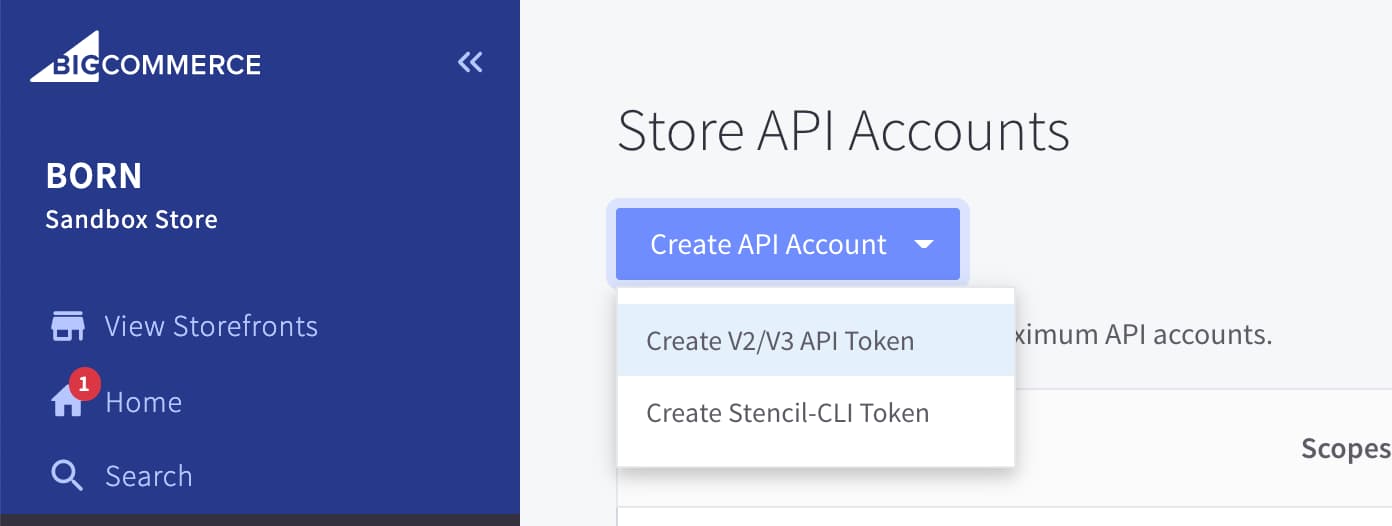 BIGCOMMERCE
BORN
Sandbox Store
View Storefronts
1
Home
Search
Store API Accounts
Create API Account
Create V2/V3 API Token
Create Stencil-CLI Token
API accounts.
Scopes